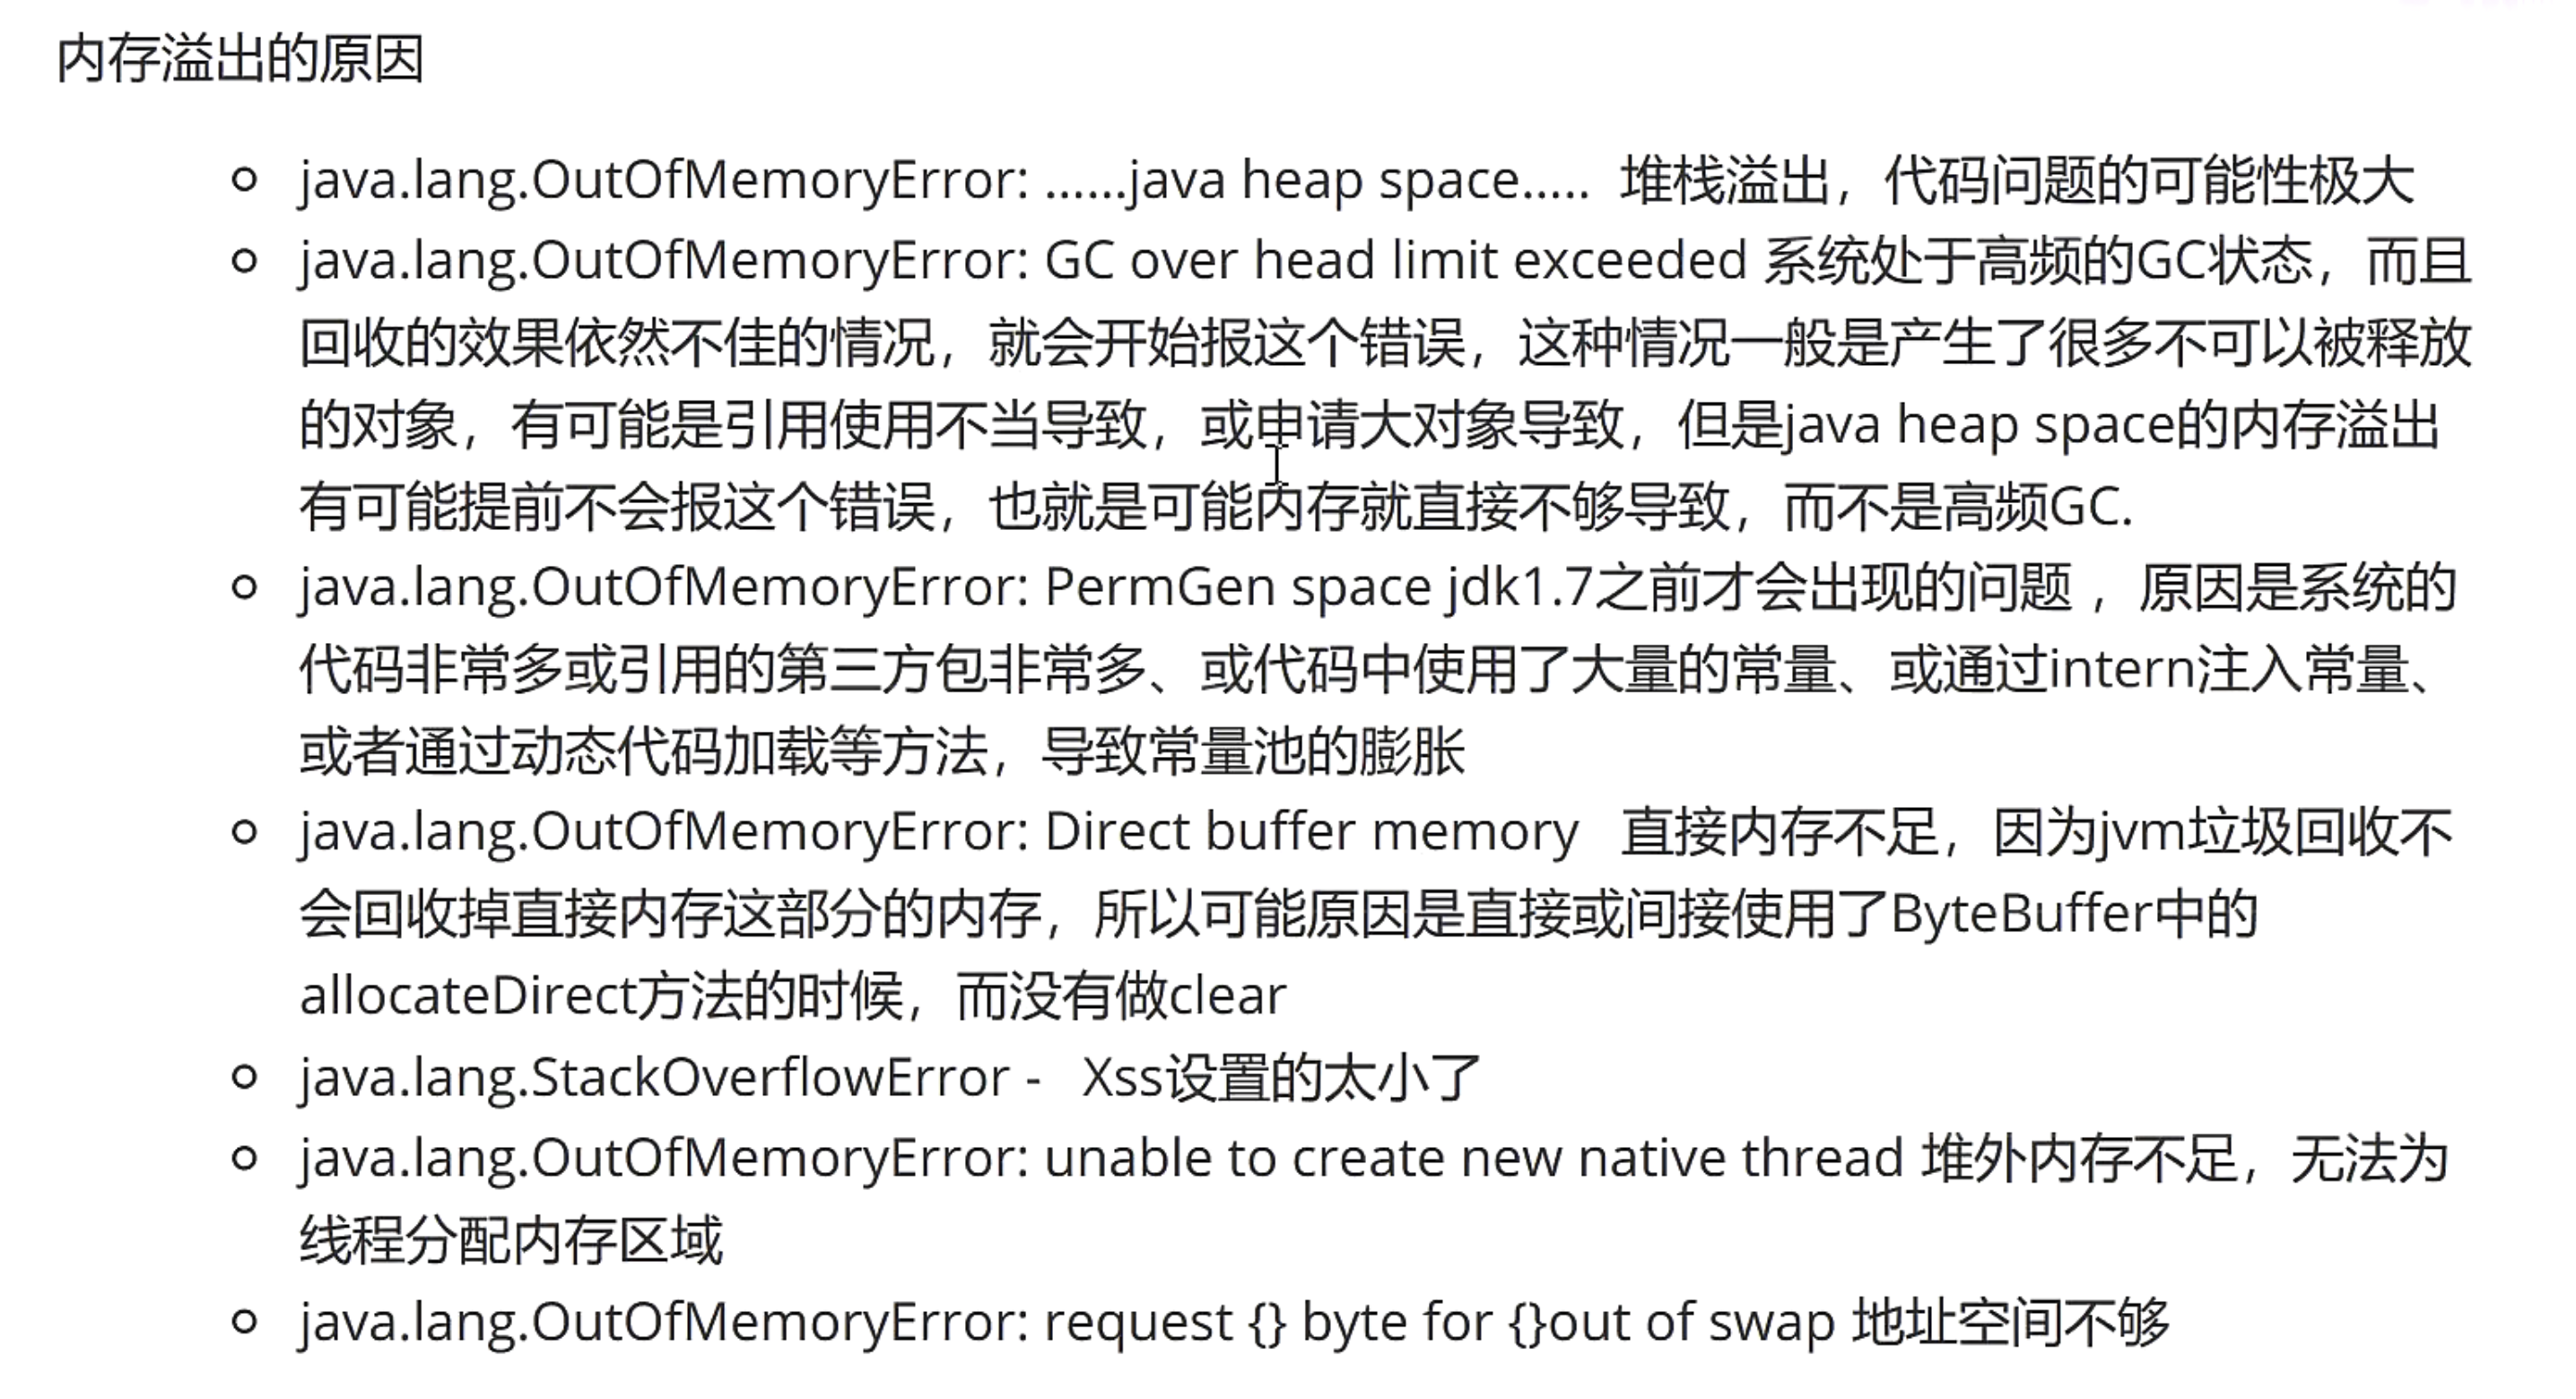 内存溢出的原因
java.lang.OutOfMemoryError: ......java heap space..... 堆栈溢出，代码问题的可能性极大
java.lang.OutOfMemoryError: GC over head limit exceeded 系统处于高频的GC状态，而且
回收的效果依然不佳的情况，就会开始报这个错误，这种情况一般是产生了很多不可以被释放
的对象，有可能是引用使用不当导致，或申请大对象导致，但是java heap space的内存溢出
有可能提前不会报这个错误，也就是可能内存就直接不够导致，而不是高频GC.
java.lang.OutOfMemoryError: PermGen space jdk1.7之前才会出现的问题 ，原因是系统的
代码非常多或引用的第三方包非常多、或代码中使用了大量的常量、或通过intern注入常量、
或者通过动态代码加载等方法，导致常量池的膨胀
java.lang.OutOfMemoryError: Direct buffer memory 直接内存不足，因为jvm垃圾回收不
会回收掉直接内存这部分的内存，所以可能原因是直接或间接使用了ByteBuffer中的
allocateDirect方法的时候，而没有做clear
java.lang.StackOverflowError - Xss设置的太小了
java.lang.OutOfMemoryError: unable to create new native thread 堆外内存不足，无法为
线程分配内存区域
java.lang.OutOfMemoryError: request {} byte for {}out of swap 地址空间不够